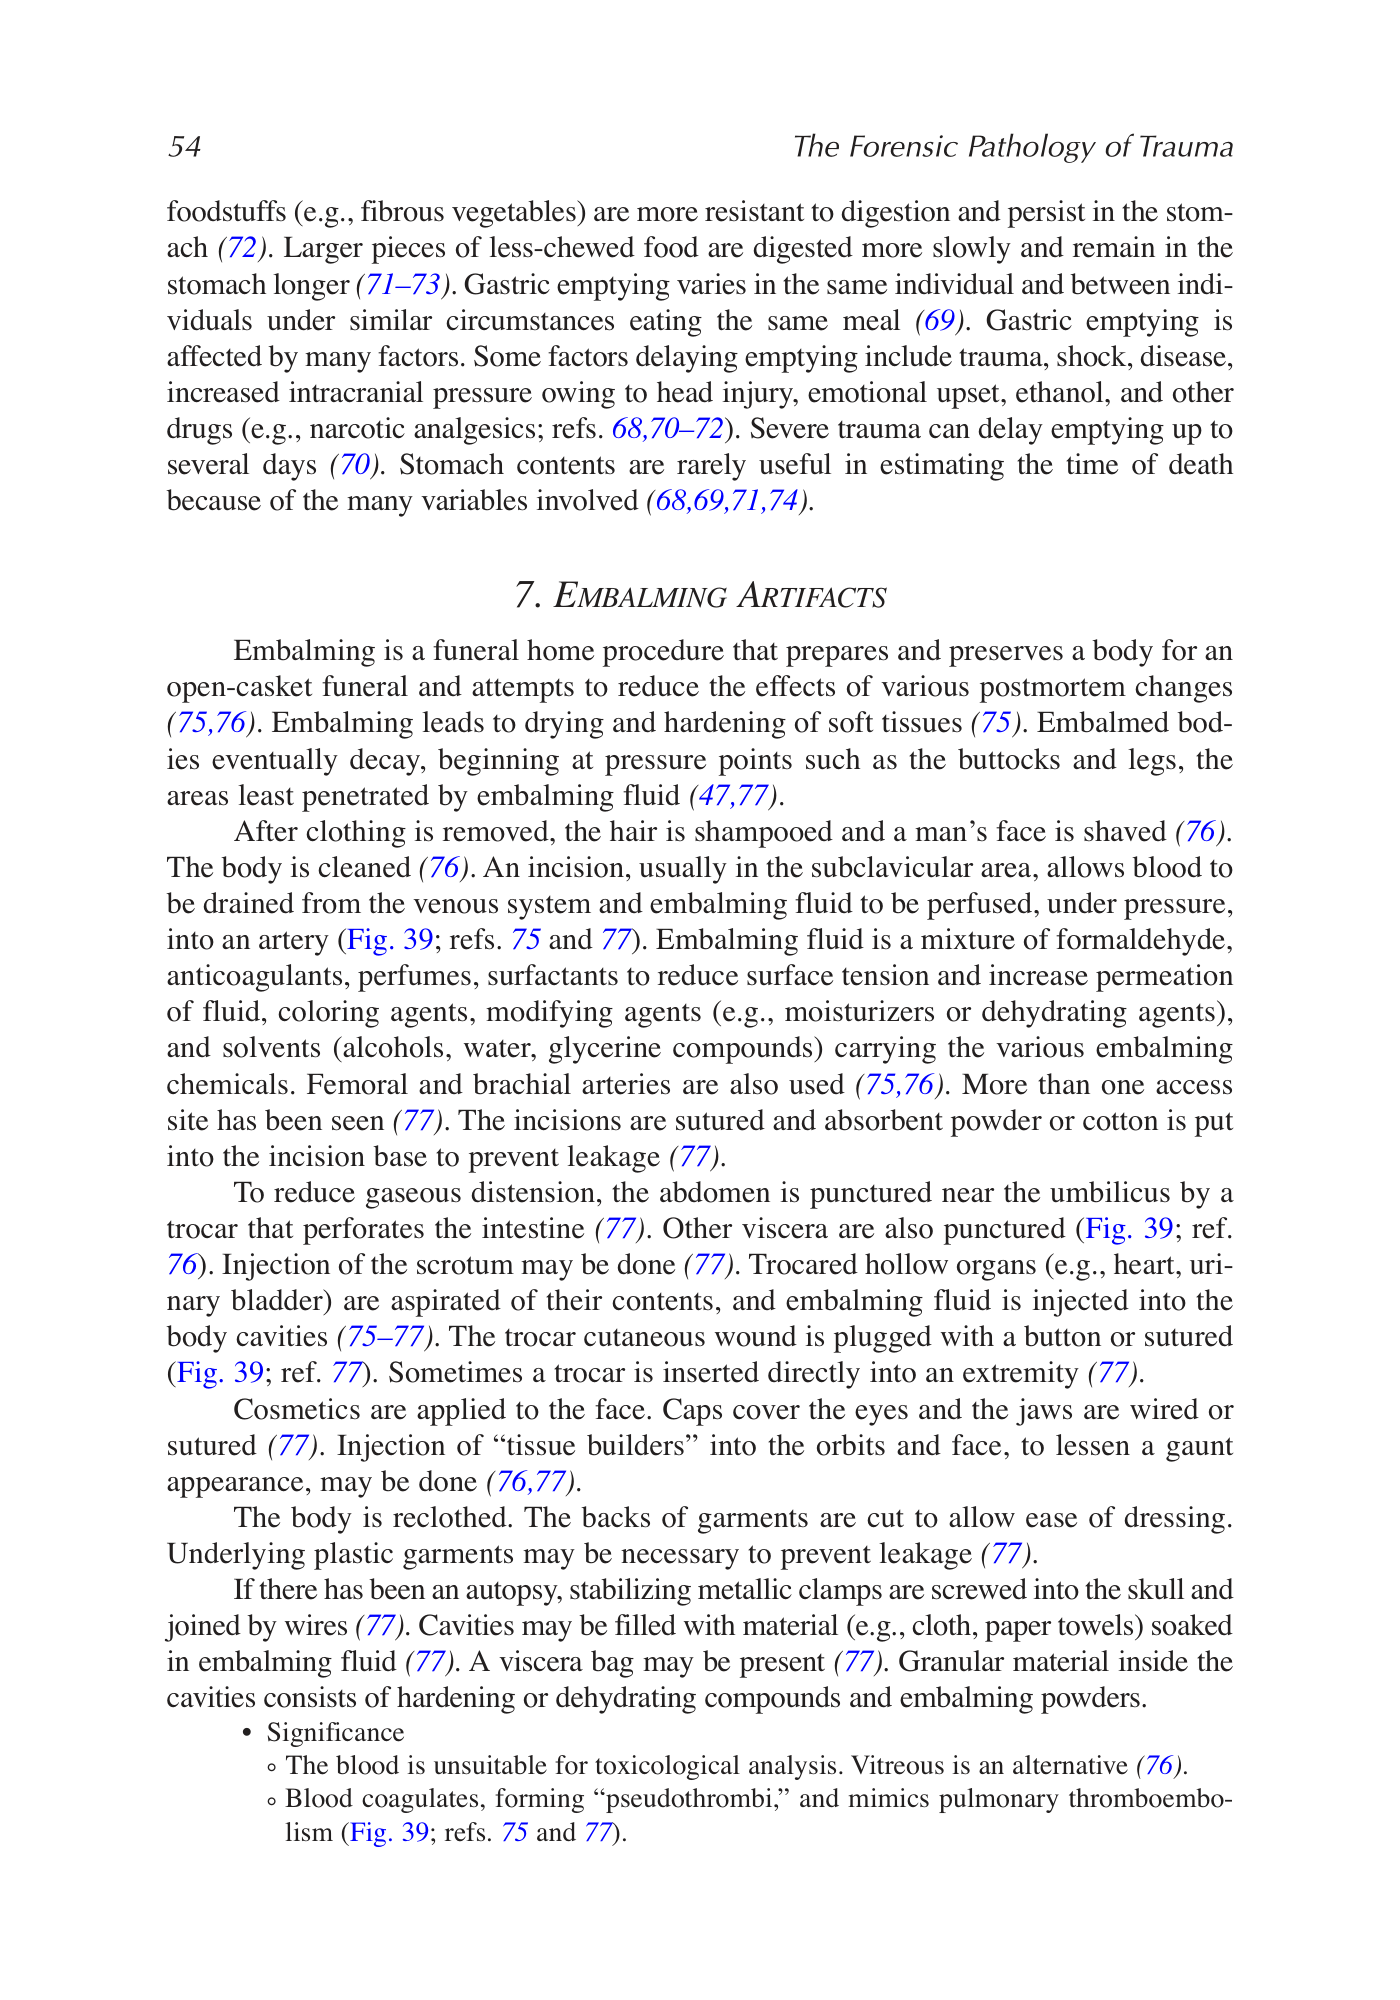 54
The Forensic Pathology of Trauma
foodstuffs (e.g., fibrous vegetables) are more resistant to digestion and persist in the stom-
ach (72). Larger pieces of less-chewed food are digested more slowly and remain in the
stomach longer (71–73). Gastric emptying varies in the same individual and between indi-
viduals under similar circumstances eating the same meal (69). Gastric emptying is
affected by many factors. Some factors delaying emptying include trauma, shock, disease,
increased intracranial pressure owing to head injury, emotional upset, ethanol, and other
drugs (e.g., narcotic analgesics; refs. 68,70–72). Severe trauma can delay emptying up to
several days (70). Stomach contents are rarely useful in estimating the time of death
because of the many variables involved (68,69,71,74).
7. EMBALMING ARTIFACTS
Embalming is a funeral home procedure that prepares and preserves a body for an
open-casket funeral and attempts to reduce the effects of various postmortem changes
(75,76). Embalming leads to drying and hardening of soft tissues (75). Embalmed bod-
ies eventually decay, beginning at pressure points such as the buttocks and legs, the
areas least penetrated by embalming fluid (47,77).
After clothing is removed, the hair is shampooed and a man’s face is shaved (76).
The body is cleaned (76). An incision, usually in the subclavicular area, allows blood to
be drained from the venous system and embalming fluid to be perfused, under pressure,
into an artery (Fig. 39; refs. 75 and 77). Embalming fluid is a mixture of formaldehyde,
anticoagulants, perfumes, surfactants to reduce surface tension and increase permeation
of fluid, coloring agents, modifying agents (e.g., moisturizers or dehydrating agents),
and solvents (alcohols, water, glycerine compounds) carrying the various embalming
chemicals. Femoral and brachial arteries are also used (75,76). More than one access
site has been seen (77). The incisions are sutured and absorbent powder or cotton is put
into the incision base to prevent leakage (77).
To reduce gaseous distension, the abdomen is punctured near the umbilicus by a
trocar that perforates the intestine (77). Other viscera are also punctured (Fig. 39; ref.
76). Injection of the scrotum may be done (77). Trocared hollow organs (e.g., heart, uri-
nary bladder) are aspirated of their contents, and embalming fluid is injected into the
body cavities (75–77). The trocar cutaneous wound is plugged with a button or sutured
(Fig. 39; ref. 77). Sometimes a trocar is inserted directly into an extremity (77).
Cosmetics are applied to the face. Caps cover the eyes and the jaws are wired or
sutured (77). Injection of “tissue builders” into the orbits and face, to lessen a gaunt
appearance, may be done (76,77).
The body is reclothed. The backs of garments are cut to allow ease of dressing.
Underlying plastic garments may be necessary to prevent leakage (77).
If there has been an autopsy, stabilizing metallic clamps are screwed into the skull and
joined by wires (77). Cavities may be filled with material (e.g., cloth, paper towels) soaked
in embalming fluid (77). A viscera bag may be present (77). Granular material inside the
cavities consists of hardening or dehydrating compounds and embalming powders.
• Significance
∘ The blood is unsuitable for toxicological analysis. Vitreous is an alternative (76).
∘ Blood coagulates, forming “pseudothrombi,” and mimics pulmonary thromboembo-
lism (Fig. 39; refs. 75 and 77).